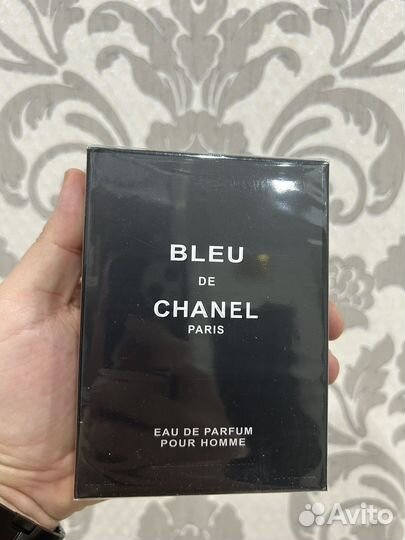 BLEU
DE
CHANEL
PARIS
EAU DE PARFUM
POUR HOMME
Avito